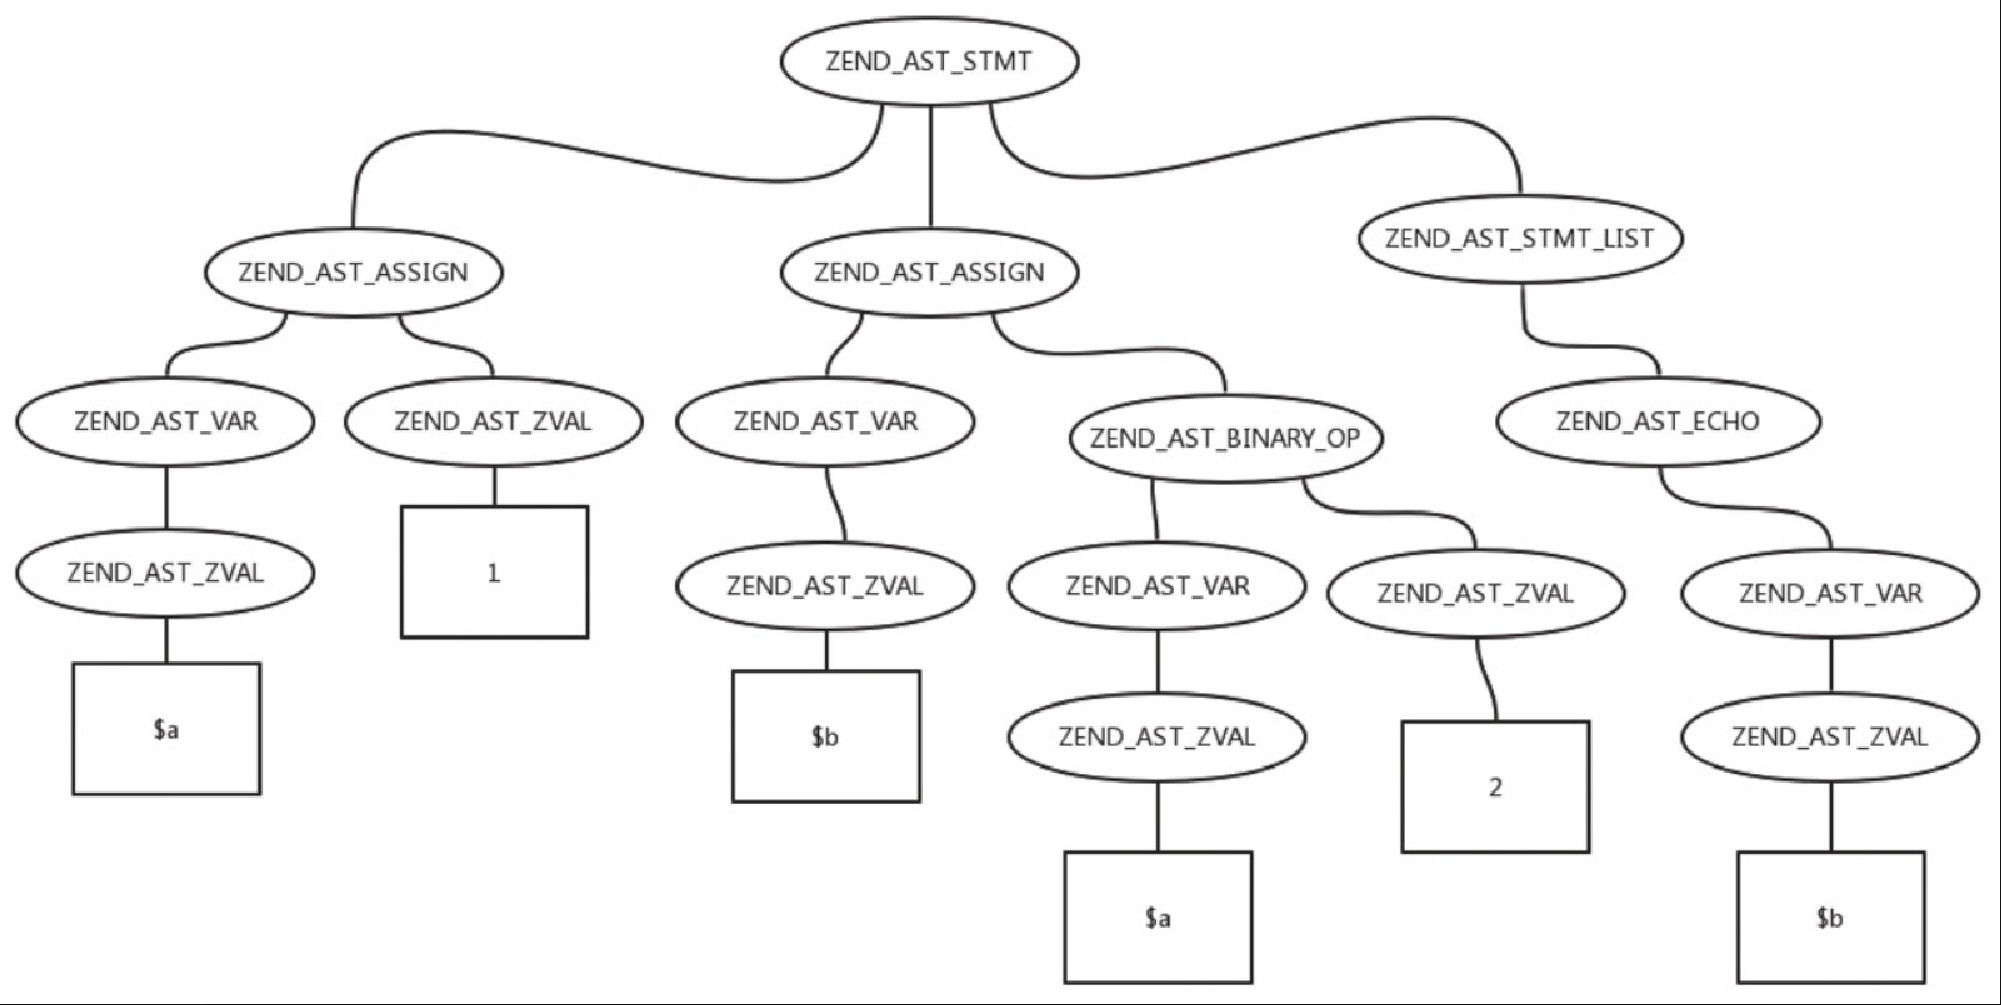 ZEND_AST_STMT
ZEND_AST_STMT_LIST
ZEND_AST_ASSIGN
ZEND_AST_ASSIGN
ZEND_AST_VAR
ZEND_AST_ZVAL
ZEND_AST_VAR
ZEND_AST_BINARY_OP
ZEND_AST_ECHO
ZEND_AST_ZVAL
1
ZEND_AST_ZVAL
ZEND_AST_VAR
ZEND_AST_ZVAL
ZEND_AST_VAR
$a
$b
ZEND_AST_ZVAL
2
ZEND_AST_ZVAL
$a
$b